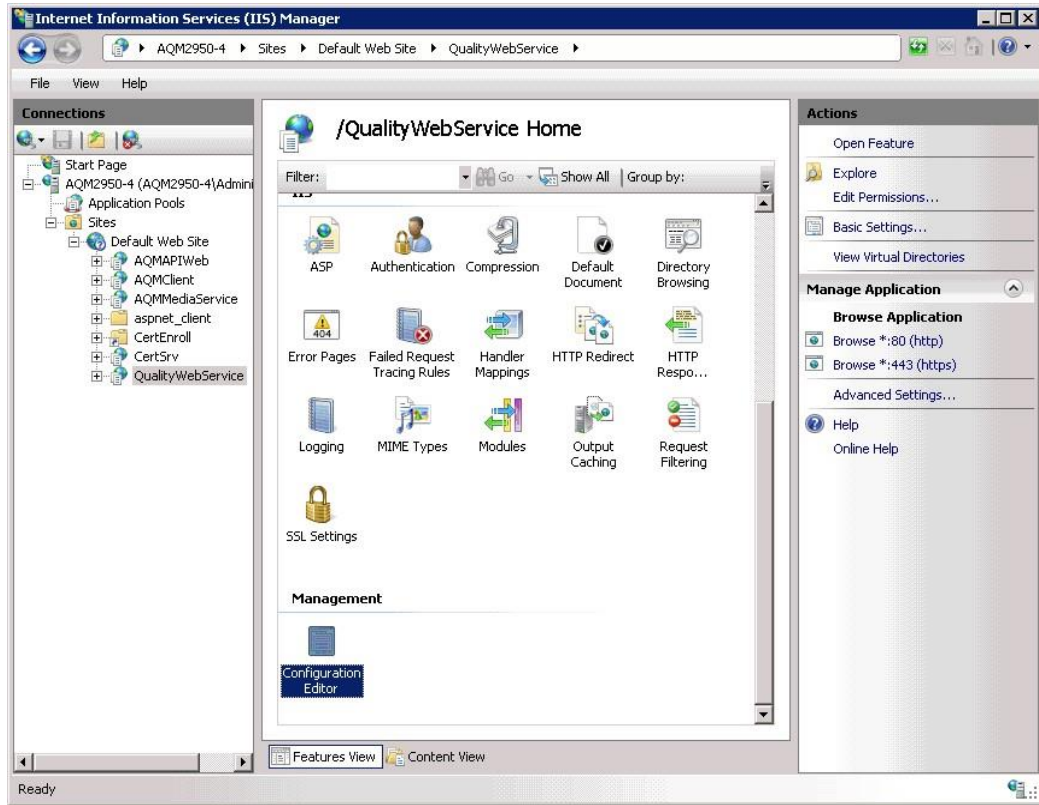 Internet Information Services (IIS) Manager
AQM2950-4 Sites Default Web Site QualityWebService
File View Help
Connections
Start Page
AQM2950-4 (AQM2950-4\Admini
Application Pools
Sites
Default Web Site
AQMAPIWeb
AQMClient
AQMMediaService
aspnet_client
CertEnroll
CertSrv
QualityWebService
/QualityWebService Home
Filter: Go Show All Group by:
IIS
ASP Authentication Compression Default Directory
Document Browsing
404
Error Pages Failed Request Handler HTTP Redirect HTTP
Tracing Rules Mappings Respo...
Logging MIME Types Modules Output Request
Caching Filtering
SSL Settings
Management
Configuration
Editor
Features View Content View
Actions
Open Feature
Explore
Edit Permissions...
Basic Settings...
View Virtual Directories
Manage Application
Browse Application
Browse *:80 (http)
Browse *:443 (https)
Advanced Settings...
Help
Online Help
Ready